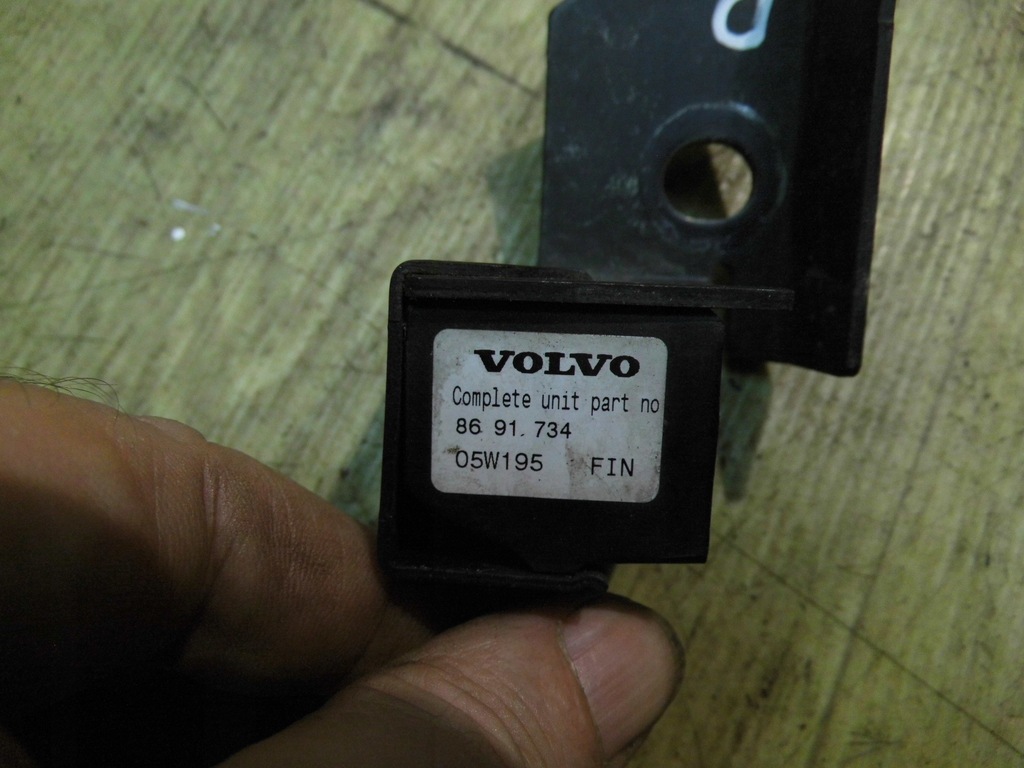 VOLVO
Complete unit part no
86 91. 734
05W195 FIN